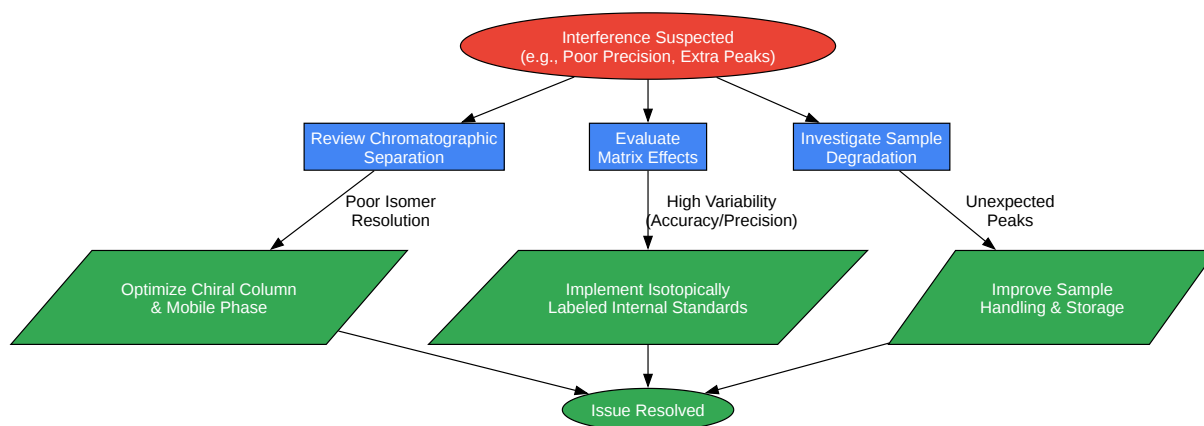 Interference Suspected
(e.g., Poor Precision, Extra Peaks)
Review Chromatographic
Separation
Evaluate
Matrix Effects
Investigate Sample
Degradation
Poor Isomer
Resolution
High Variability
(Accuracy/Precision)
Unexpected
Peaks
Optimize Chiral Column
& Mobile Phase
Implement Isotopically
Labeled Internal Standards
Improve Sample
Handling & Storage
Issue Resolved